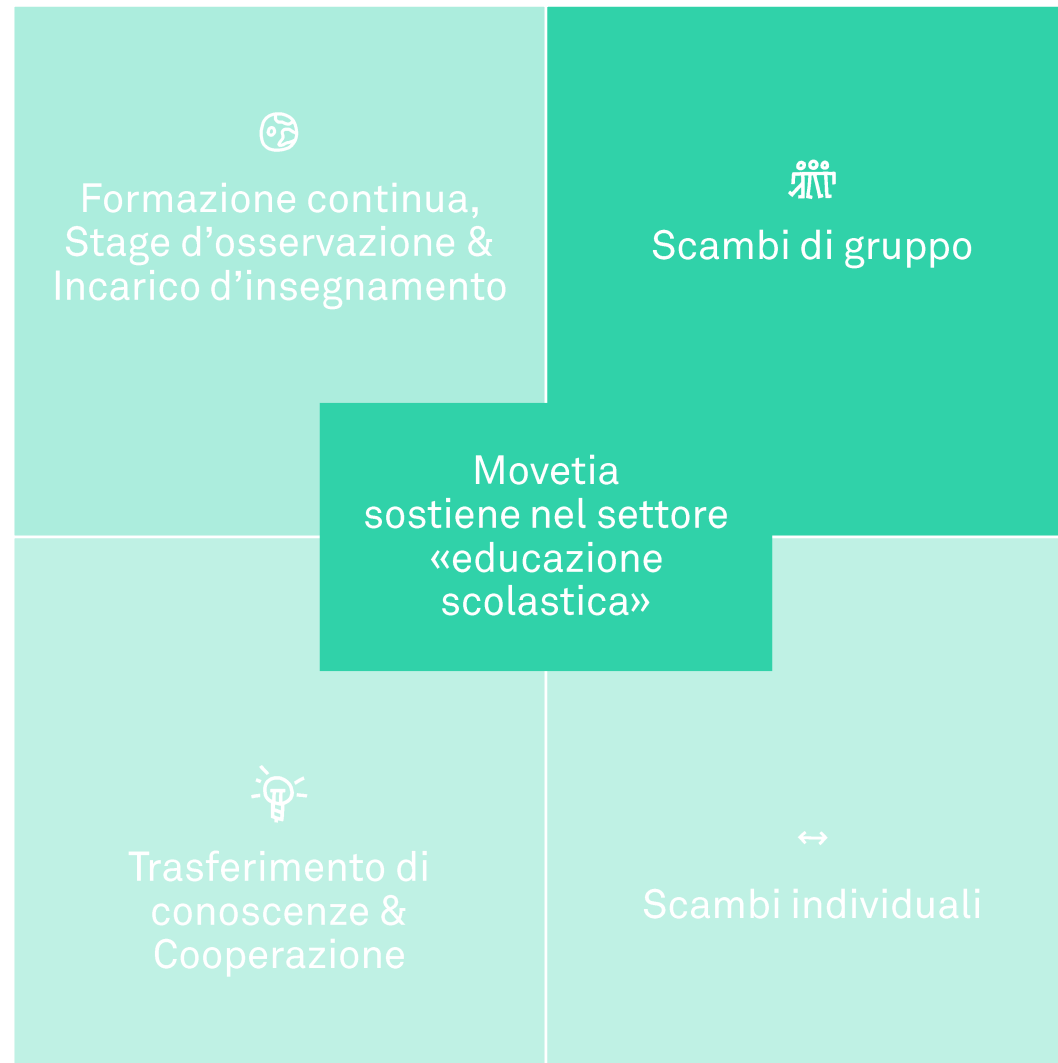 Formazione continua,
Stage d’osservazione &
Incarico d’insegnamento
Scambi di gruppo
Movetia
sostiene nel settore
«educazione
scolastica»
Trasferimento di
conoscenze &
Cooperazione
Scambi individuali